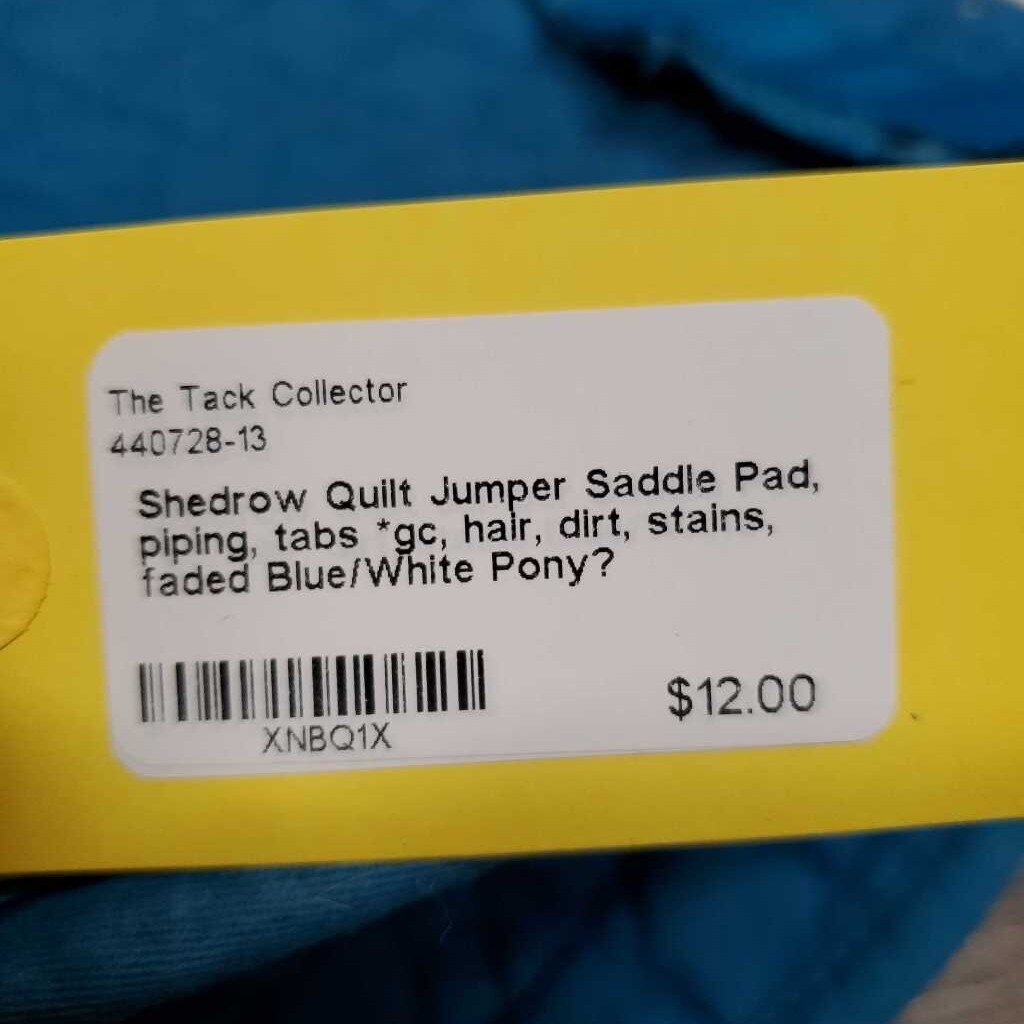 The Tack Collector
440728-13
Shedrow Quilt Jumper Saddle Pad,
piping, tabs *gc, hair, dirt, stains,
faded Blue/White Pony?
XNBQ1X
$12.00